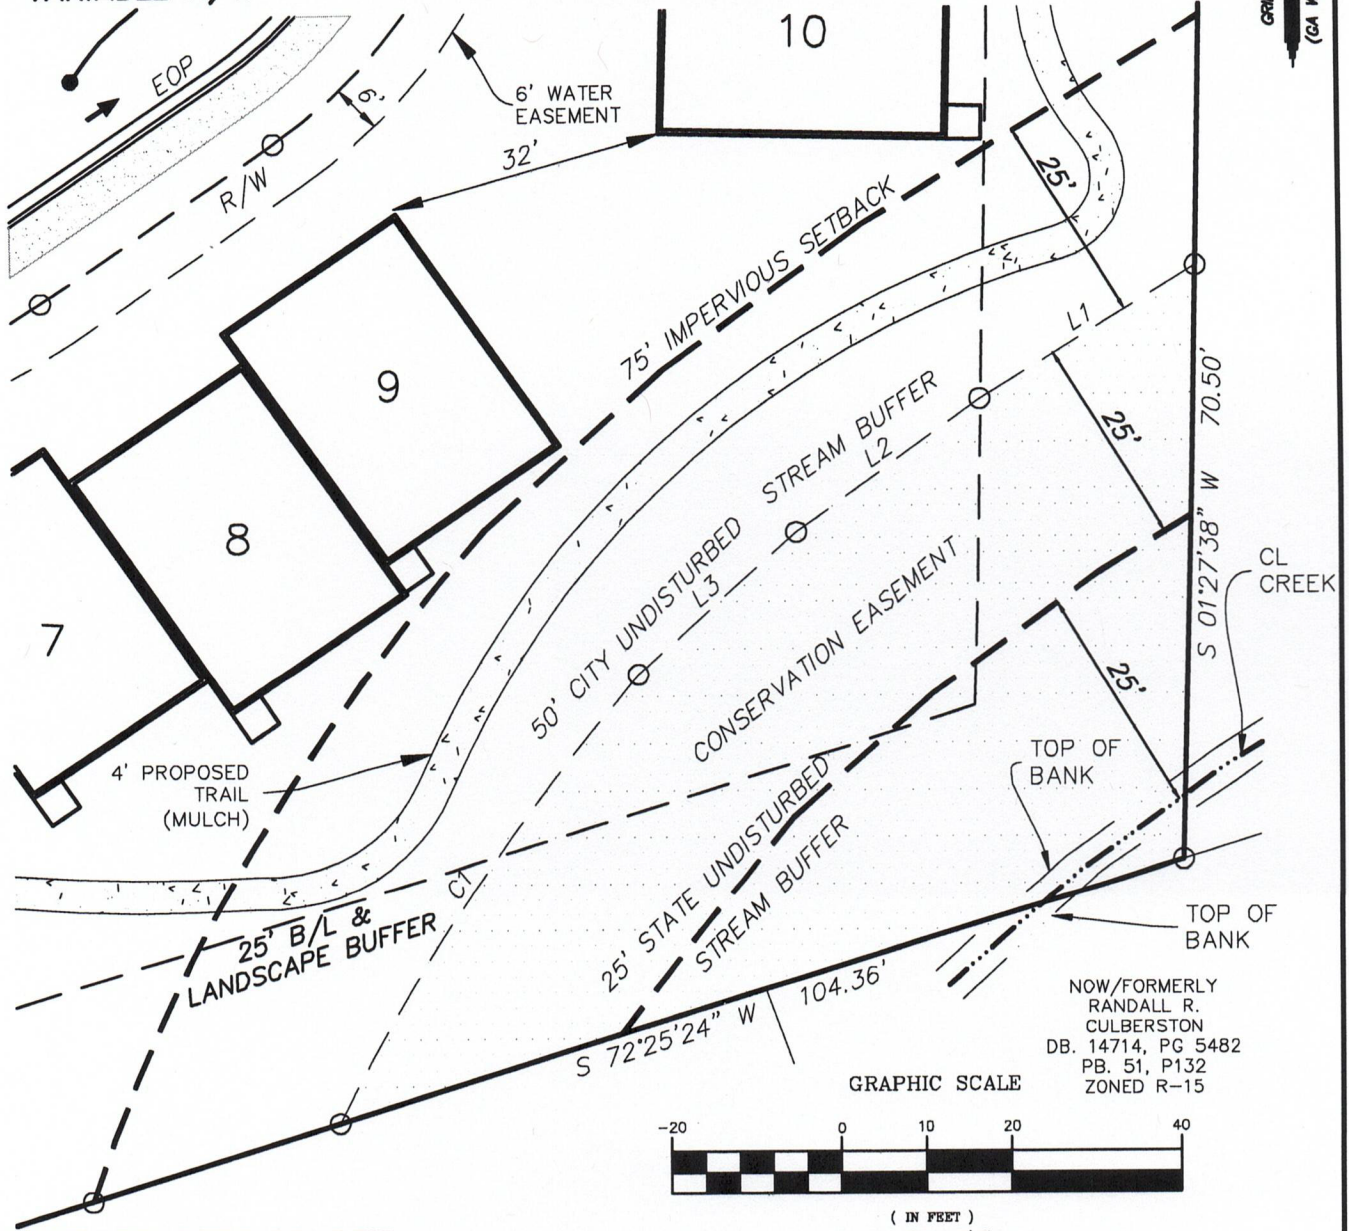 10
(GA W
EOP
6' WATER
EASEMENT
6'
32'
R/W
25'
75' IMPERVIOUS SETBACK
L1
9
70.50'
S 01°27'38" W
50' CITY UNDISTURBED STREAM BUFFER
L2
L3
25'
8
CL
CREEK
CONSERVATION EASEMENT
7
25'
TOP OF
BANK
4' PROPOSED
TRAIL
(MULCH)
25' STATE UNDISTURBED
STREAM BUFFER
C1
25' B/L &
LANDSCAPE BUFFER
TOP OF
BANK
S 72°25'24" W 104.36'
NOW/FORMERLY
RANDALL R.
CULBERSTON
DB. 14714, PG 5482
PB. 51, P132
ZONED R-15
GRAPHIC SCALE
-20 0 10 20 40
( IN FEET )